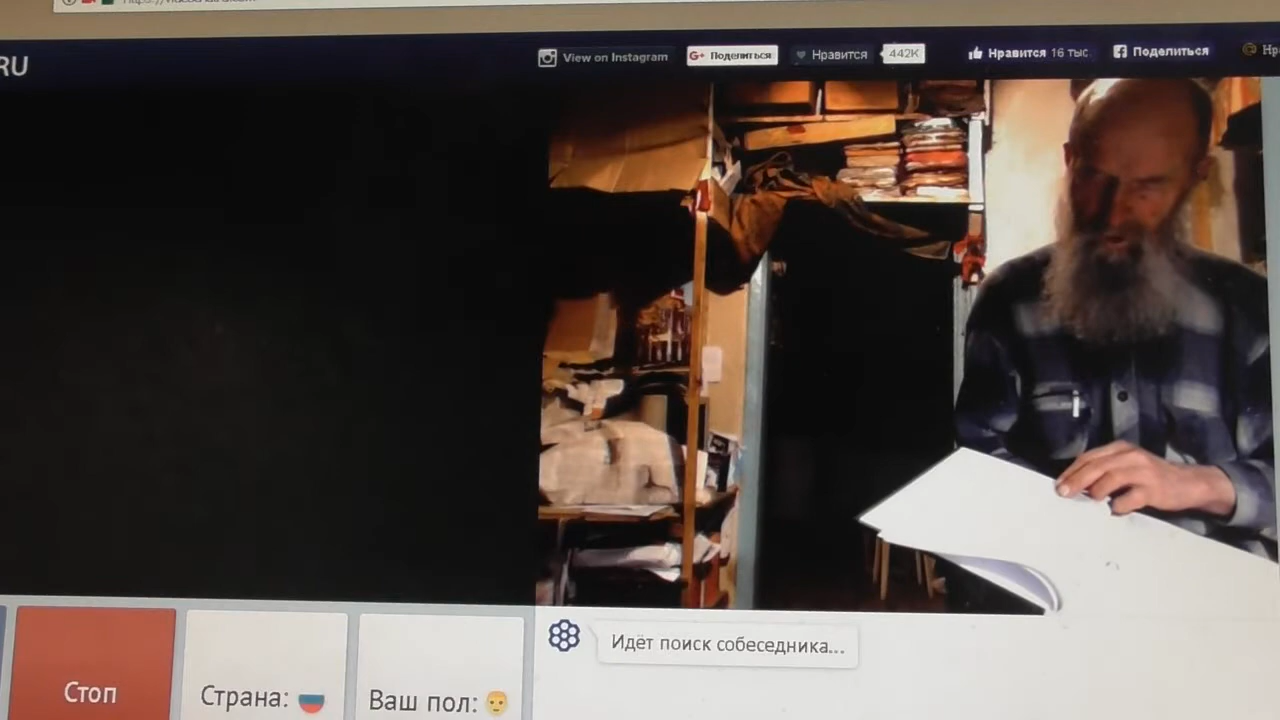 RU
View on Instagram
G+ Поделиться
Нравится
442K
Нравится 16 тыс.
Поделиться
Стоп
Страна:
Ваш пол:
Идёт поиск собеседника...